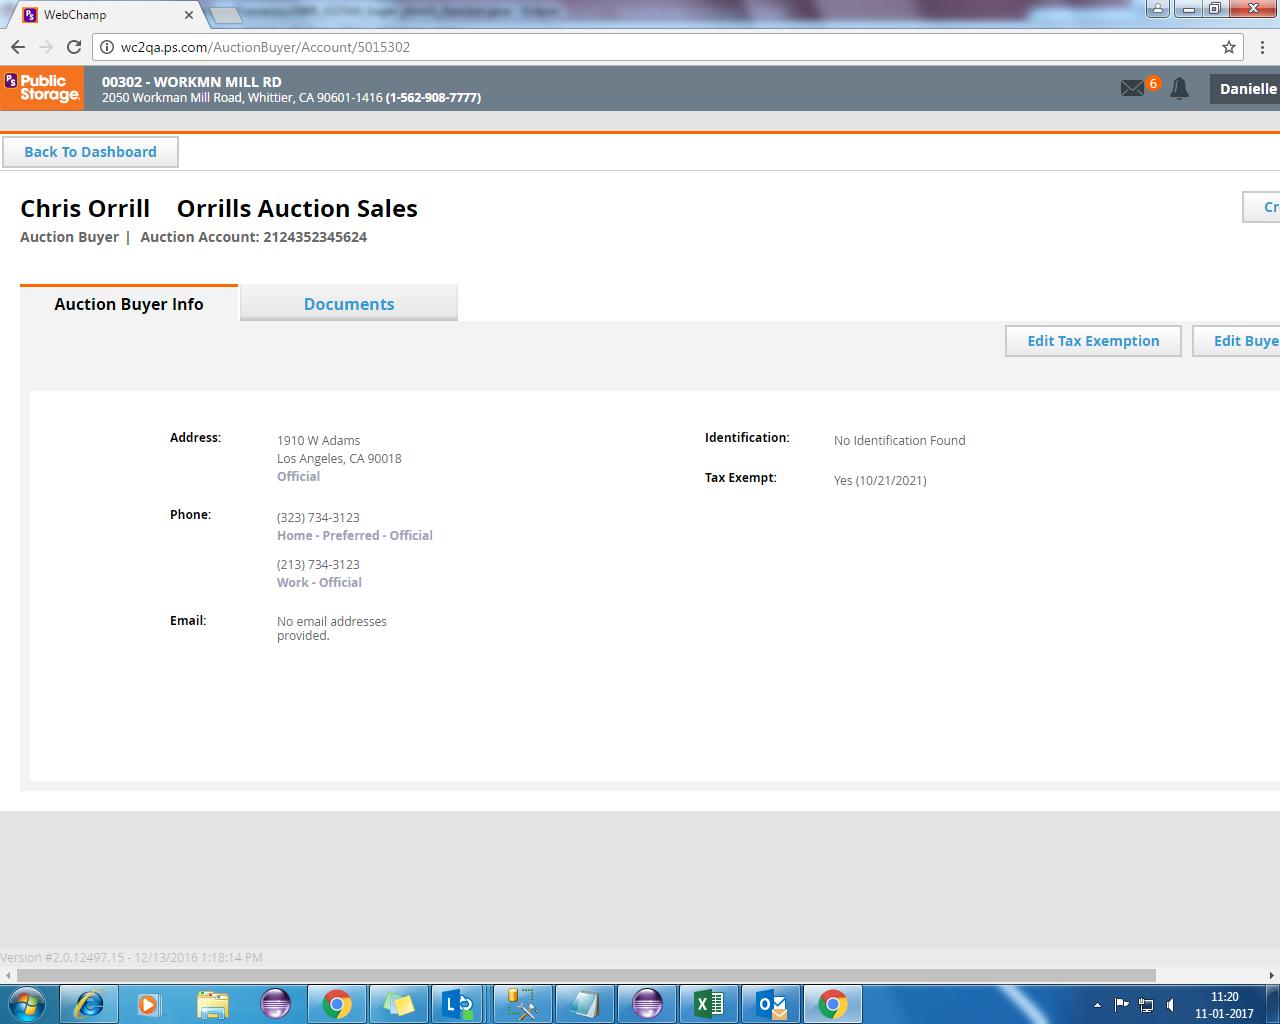 WebChamp
wc2qa.ps.com/AuctionBuyer/Account/5015302
PS Public
Storage.
00302 - WORKMN MILL RD
2050 Workman Mill Road, Whittier, CA 90601-1416 (1-562-908-7777)
6
Danielle
Back To Dashboard
Chris Orrill Orrills Auction Sales
Cr
Auction Buyer | Auction Account: 2124352345624
Auction Buyer Info
Documents
Edit Tax Exemption
Edit Buye
Address:
1910 W Adams
Los Angeles, CA 90018
Official
Phone:
(323) 734-3123
Home - Preferred - Official
(213) 734-3123
Work - Official
Email:
No email addresses
provided.
Identification:
No Identification Found
Tax Exempt:
Yes (10/21/2021)
Version #2.0.12497.15 - 12/13/2016 1:18:14 PM
11:20
11-01-2017